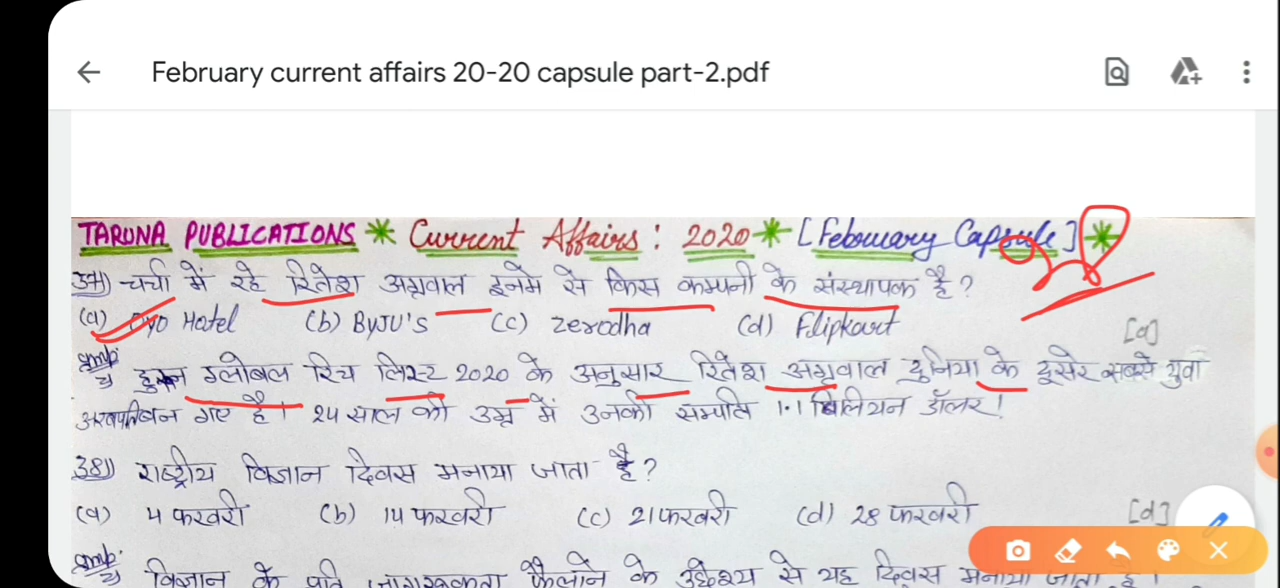 February current affairs 20-20 capsule part-2.pdf
TARUNA PUBLICATIONS * Current Affairs : 2020 * [February Capsule] *
37) चर्चा में रहे रितेश अग्रवाल इनमे से किस कम्पनी के संस्थापक है?
(a) OYO Hotel (b) BYJU's (c) Zerodha (d) Flipkart [a]
Imp: हुरुन ग्लोबल रिच लिस्ट 2020 के अनुसार रितेश अग्रवाल दुनिया के दूसरे सबसे युवा
अरबपति बन गए है। 24 साल की उम्र में उनकी सम्पति 1.1 बिलियन डॉलर!
38) राष्ट्रीय विज्ञान दिवस मनाया जाता है?
(a) 4 फरवरी (b) 14 फरवरी (c) 21 फरवरी (d) 28 फरवरी [d]
Imp: विज्ञान के प्रति जागरूकता फैलाने के उद्देश्य से यह दिवस मनाया जाता है।